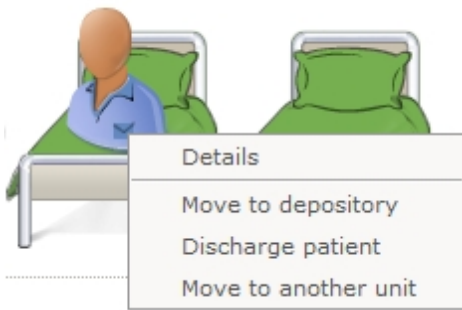 Details
Move to depository
Discharge patient
Move to another unit